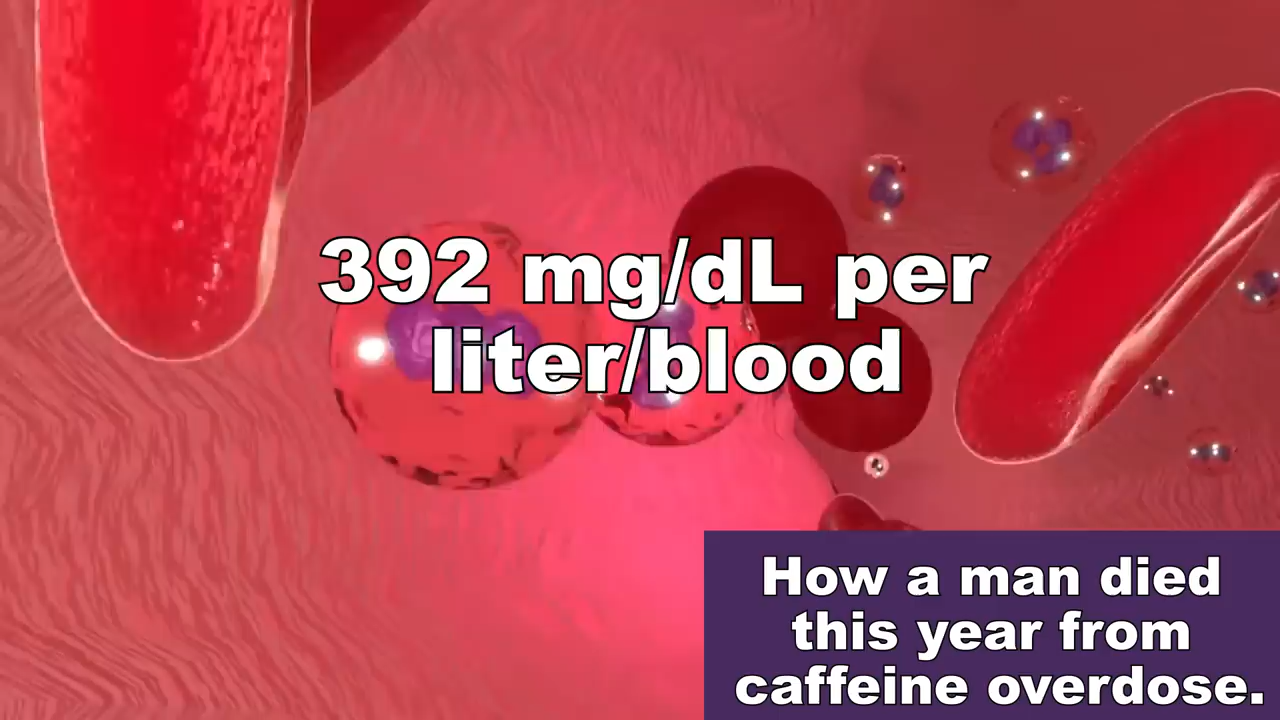 392 mg/dL per
liter/blood
How a man died
this year from
caffeine overdose.